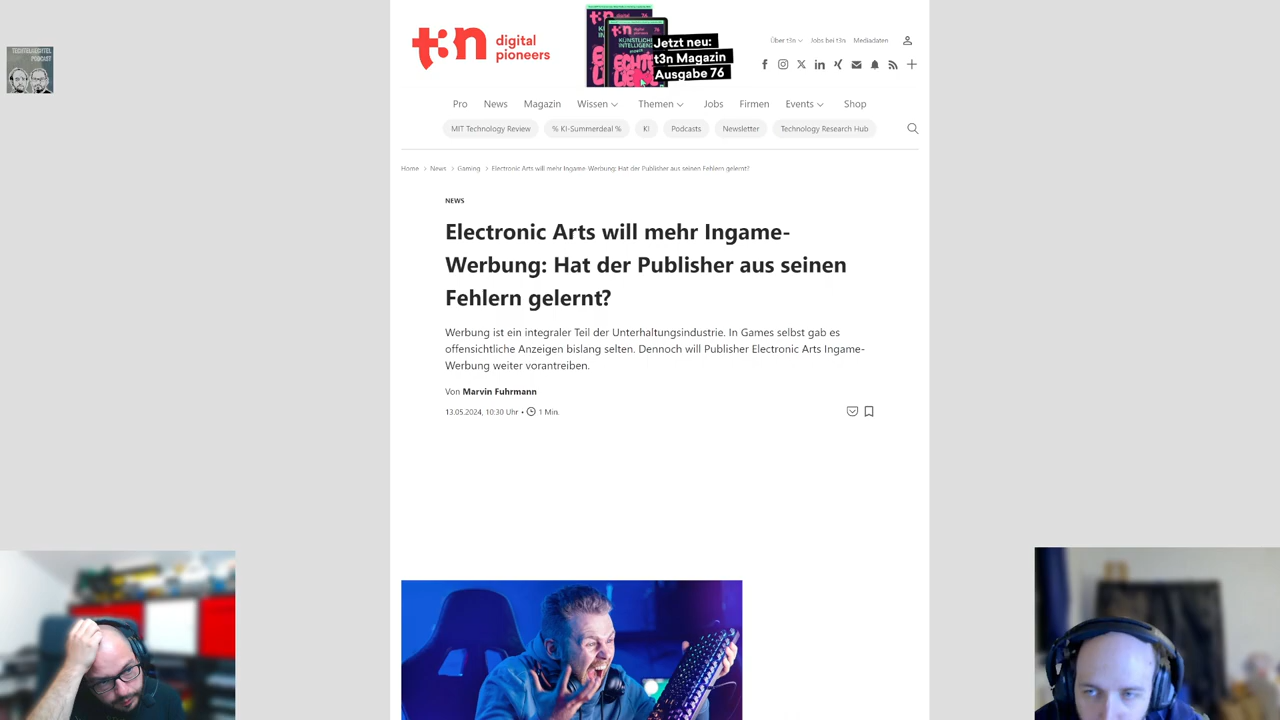 TECHTELMECHTEL
PODCAST
t3n digital pioneers
KÜNSTLICHE
INTELLIGENZ
Jetzt neu:
t3n Magazin
Ausgabe 76
Über t3n
Jobs bei t3n
Mediadaten
Pro
News
Magazin
Wissen
Themen
Jobs
Firmen
Events
Shop
MIT Technology Review
% KI-Summerdeal %
KI
Podcasts
Newsletter
Technology Research Hub
Home > News > Gaming > Electronic Arts will mehr Ingame-Werbung: Hat der Publisher aus seinen Fehlern gelernt?
NEWS
Electronic Arts will mehr Ingame-
Werbung: Hat der Publisher aus seinen
Fehlern gelernt?
Werbung ist ein integraler Teil der Unterhaltungsindustrie. In Games selbst gab es
offensichtliche Anzeigen bislang selten. Dennoch will Publisher Electronic Arts Ingame-
Werbung weiter vorantreiben.
Von Marvin Fuhrmann
13.05.2024, 10:30 Uhr • 1 Min.